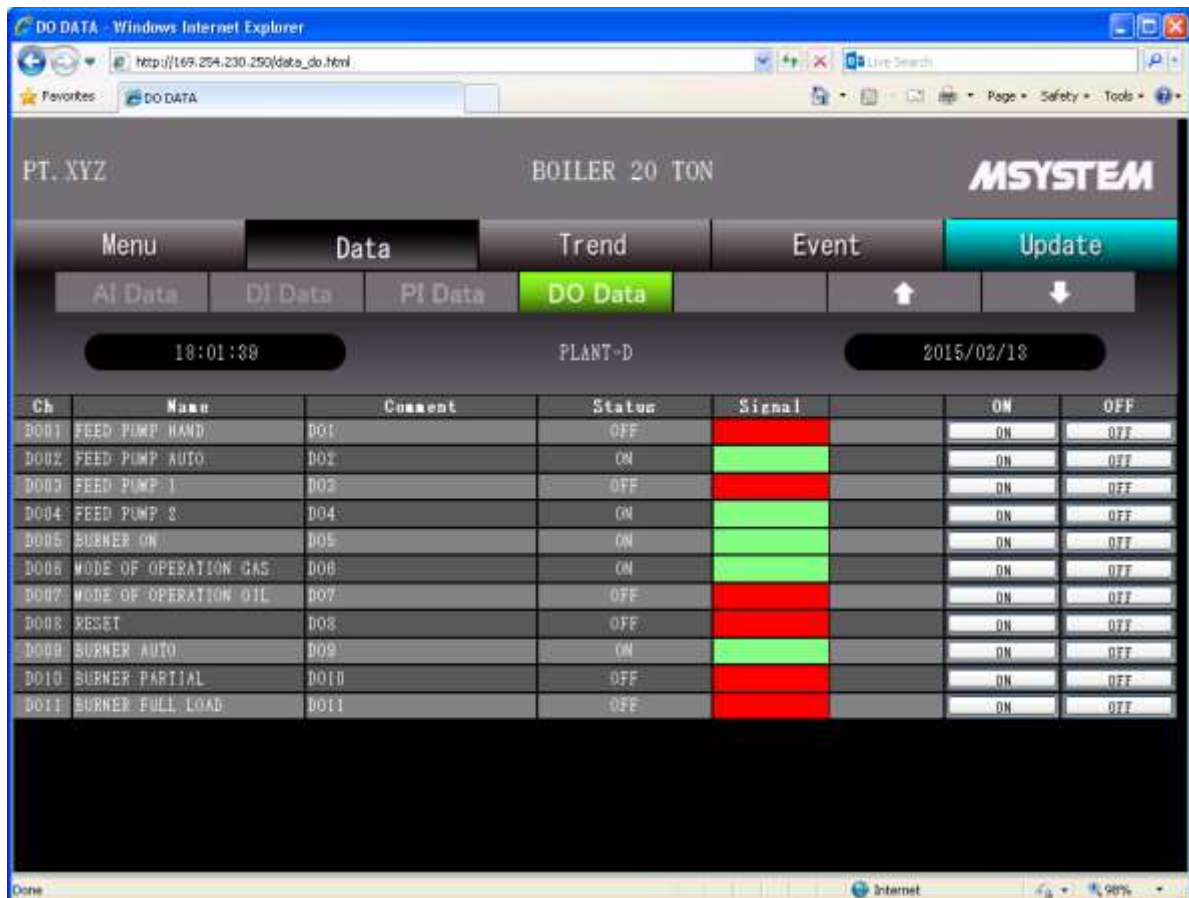 DO DATA - Windows Internet Explorer
http://169.254.230.250/data_do.html Live Search
Favorites DO DATA Page Safety Tools
PT. XYZ BOILER 20 TON MSYSTEM
Menu Data Trend Event Update
AI Data DI Data PI Data DO Data
18:01:39 PLANT-D 2015/02/13
Ch Name Comment Status Signal ON OFF
DO01 FEED PUMP HAND DO1 OFF ON OFF
DO02 FEED PUMP AUTO DO2 ON ON OFF
DO03 FEED PUMP 1 DO3 OFF ON OFF
DO04 FEED PUMP 2 DO4 ON ON OFF
DO05 BURNER ON DO5 ON ON OFF
DO06 MODE OF OPERATION GAS DO6 ON ON OFF
DO07 MODE OF OPERATION OIL DO7 OFF ON OFF
DO08 RESET DO8 OFF ON OFF
DO09 BURNER AUTO DO9 ON ON OFF
DO10 BURNER PARTIAL DO10 OFF ON OFF
DO11 BURNER FULL LOAD DO11 OFF ON OFF
Done Internet 98%